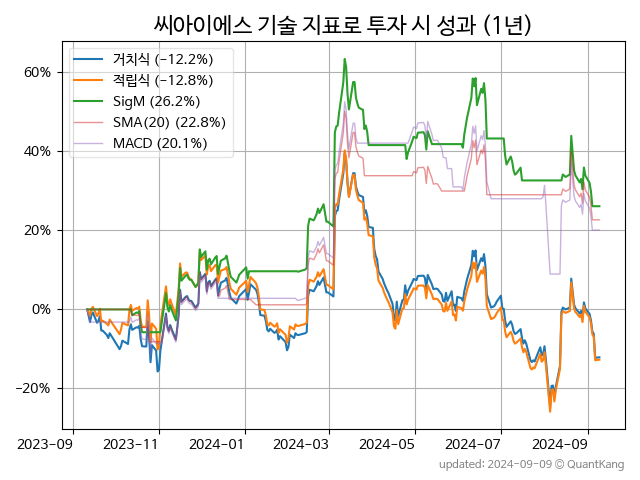 씨아이에스 기술 지표로 투자 시 성과 (1년)
거치식 (−12.2%)
적립식 (−12.8%)
SigM (26.2%)
SMA(20) (22.8%)
MACD (20.1%)
60%
40%
20%
0%
−20%
2023-09
2023-11
2024-01
2024-03
2024-05
2024-07
2024-09
updated: 2024-09-09 © QuantKang